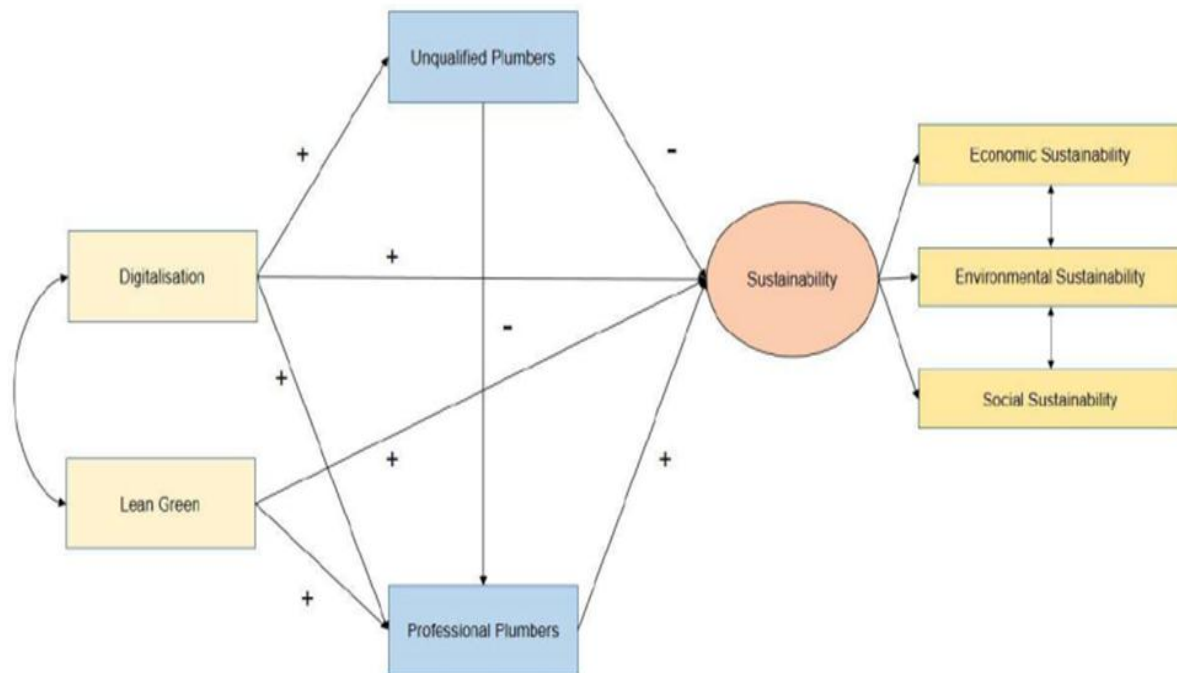 Unqualified Plumbers
+
-
Economic Sustainability
Digitalisation
+
Sustainability
Environmental Sustainability
-
+
Social Sustainability
Lean Green
+
+
+
Professional Plumbers